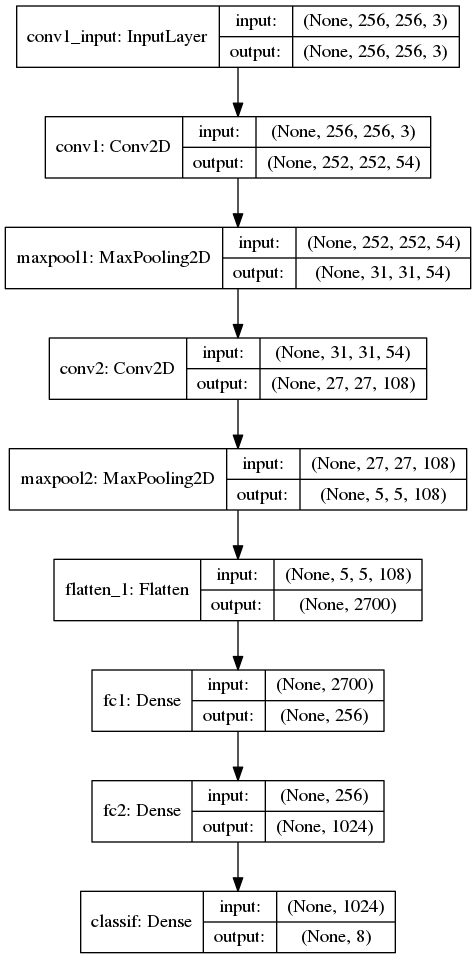 conv1_input: InputLayer
input: (None, 256, 256, 3)
output: (None, 256, 256, 3)
conv1: Conv2D
input: (None, 256, 256, 3)
output: (None, 252, 252, 54)
maxpool1: MaxPooling2D
input: (None, 252, 252, 54)
output: (None, 31, 31, 54)
conv2: Conv2D
input: (None, 31, 31, 54)
output: (None, 27, 27, 108)
maxpool2: MaxPooling2D
input: (None, 27, 27, 108)
output: (None, 5, 5, 108)
flatten_1: Flatten
input: (None, 5, 5, 108)
output: (None, 2700)
fc1: Dense
input: (None, 2700)
output: (None, 256)
fc2: Dense
input: (None, 256)
output: (None, 1024)
classif: Dense
input: (None, 1024)
output: (None, 8)